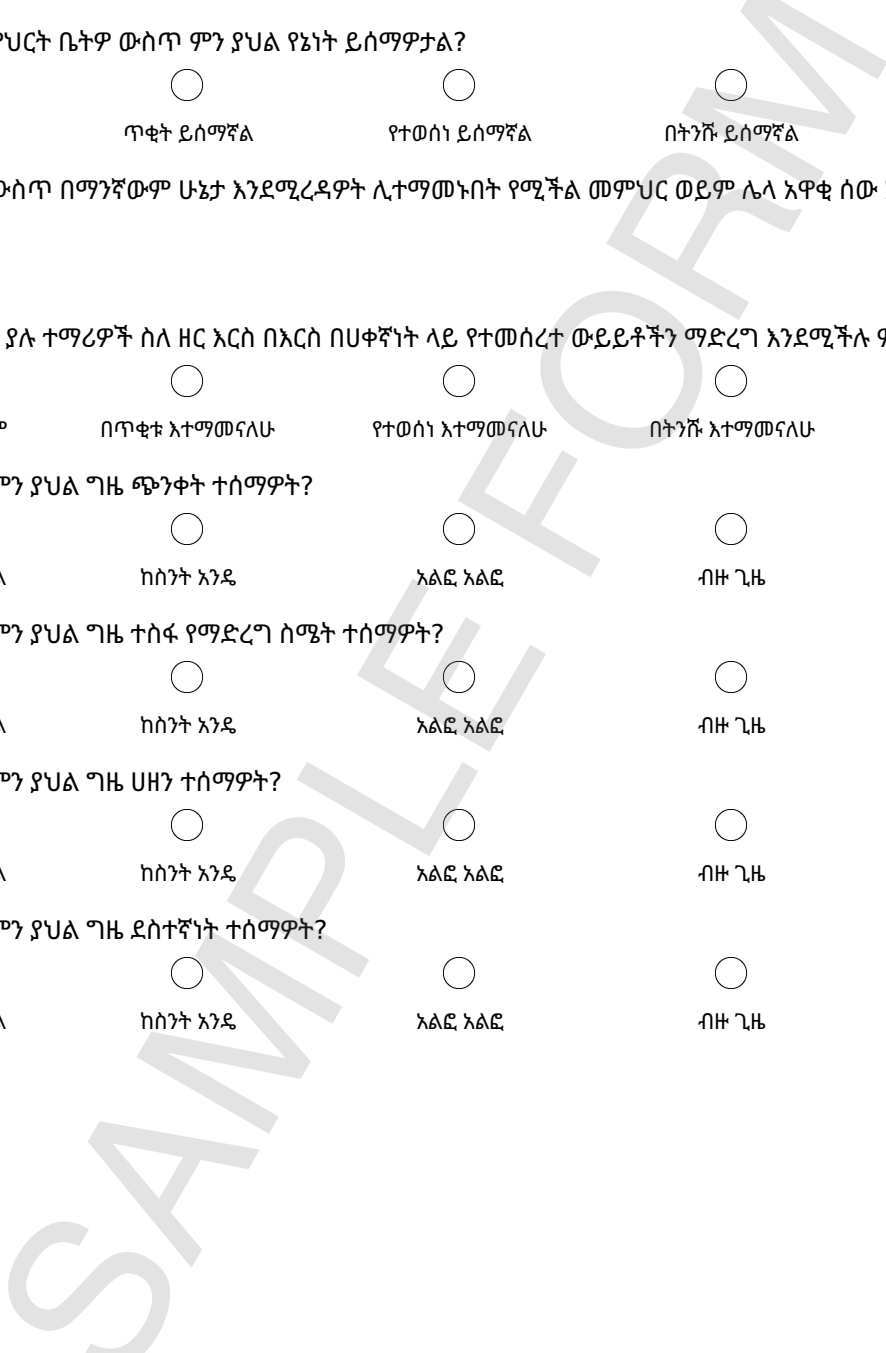 ቤትዎ ውስጥ ምን ያህል የኔነት ይሰማዎታል?
ጥቂት ይሰማኛል የተወሰነ ይሰማኛል በትንሹ ይሰማኛል
በማንኛውም ሁኔታ እንደሚረዳዎት ሊተማመኑበት የሚችል መምህር ወይም ሌላ አዋቂ ሰው
ያሉ ተማሪዎች ስለ ዘር እርስ በእርስ በሀቀኛነት ላይ የተመሰረተ ውይይቶችን ማድረግ እንደሚችሉ
በጥቂቱ እተማመናለሁ የተወሰነ እተማመናለሁ በትንሹ እተማመናለሁ
ያህል ግዜ ጭንቀት ተሰማዎት?
ከስንት አንዴ አልፎ አልፎ ብዙ ጊዜ
ያህል ግዜ ተስፋ የማድረግ ስሜት ተሰማዎት?
ከስንት አንዴ አልፎ አልፎ ብዙ ጊዜ
ያህል ግዜ ሀዘን ተሰማዎት?
ከስንት አንዴ አልፎ አልፎ ብዙ ጊዜ
ያህል ግዜ ደስተኛነት ተሰማዎት?
ከስንት አንዴ አልፎ አልፎ ብዙ ጊዜ
SAMPLE FORM